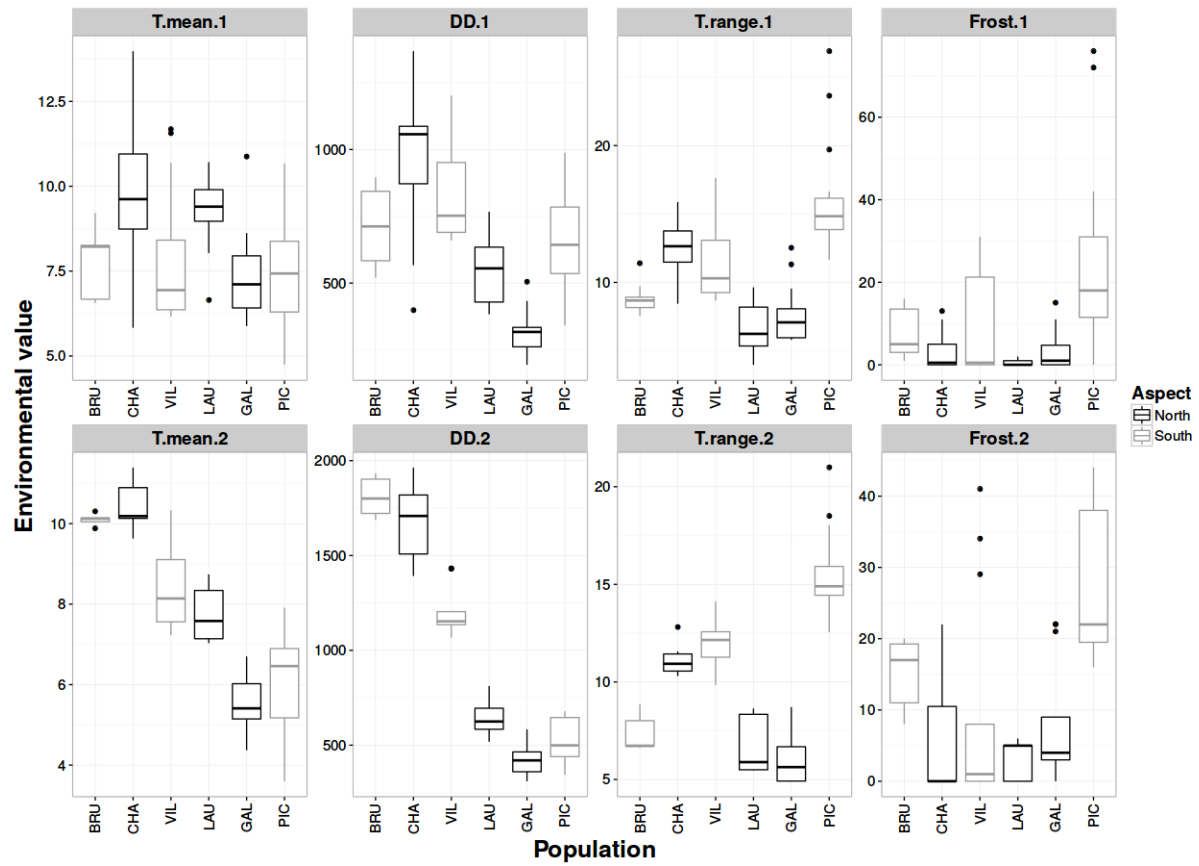 T.mean.1 DD.1 T.range.1 Frost.1
12.5
10.0
7.5
5.0
1000
500
20
10
60
40
20
0
BRU CHA VIL LAU GAL PIC
BRU CHA VIL LAU GAL PIC
BRU CHA VIL LAU GAL PIC
BRU CHA VIL LAU GAL PIC
Aspect
North
South
Environmental value
T.mean.2 DD.2 T.range.2 Frost.2
10
8
6
4
2000
1500
1000
500
20
15
10
5
40
30
20
10
0
BRU CHA VIL LAU GAL PIC
BRU CHA VIL LAU GAL PIC
BRU CHA VIL LAU GAL PIC
BRU CHA VIL LAU GAL PIC
Population